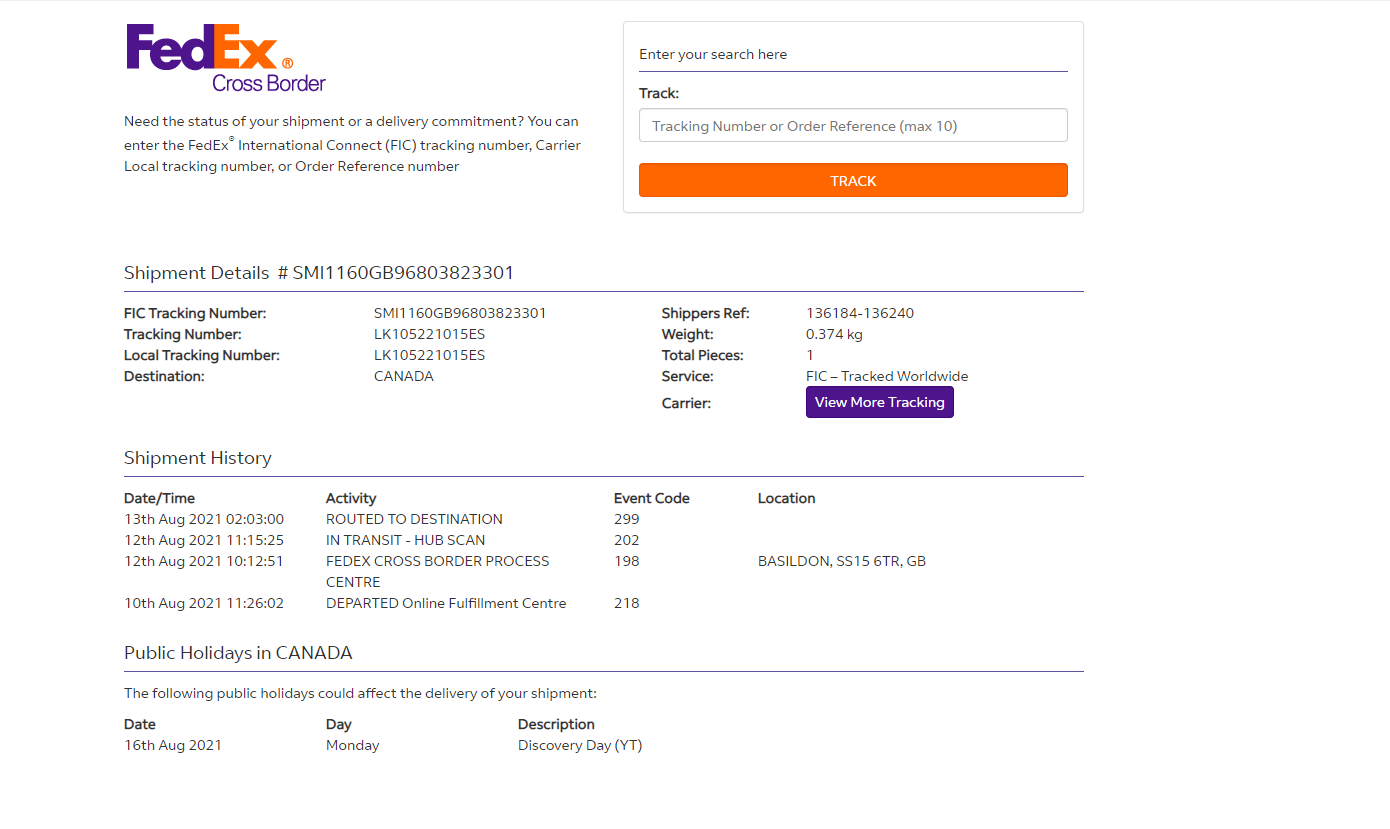 FedEx®
Cross Border
Need the status of your shipment or a delivery commitment? You can
enter the FedEx® International Connect (FIC) tracking number, Carrier
Local tracking number, or Order Reference number
Enter your search here
Track:
Tracking Number or Order Reference (max 10)
TRACK
Shipment Details # SMI1160GB96803823301
FIC Tracking Number: SMI1160GB96803823301 Shippers Ref: 136184-136240
Tracking Number: LK105221015ES Weight: 0.374 kg
Local Tracking Number: LK105221015ES Total Pieces: 1
Destination: CANADA Service: FIC – Tracked Worldwide
Carrier: View More Tracking
Shipment History
Date/Time Activity Event Code Location
13th Aug 2021 02:03:00 ROUTED TO DESTINATION 299
12th Aug 2021 11:15:25 IN TRANSIT - HUB SCAN 202
12th Aug 2021 10:12:51 FEDEX CROSS BORDER PROCESS 198 BASILDON, SS15 6TR, GB
CENTRE
10th Aug 2021 11:26:02 DEPARTED Online Fulfillment Centre 218
Public Holidays in CANADA
The following public holidays could affect the delivery of your shipment:
Date Day Description
16th Aug 2021 Monday Discovery Day (YT)